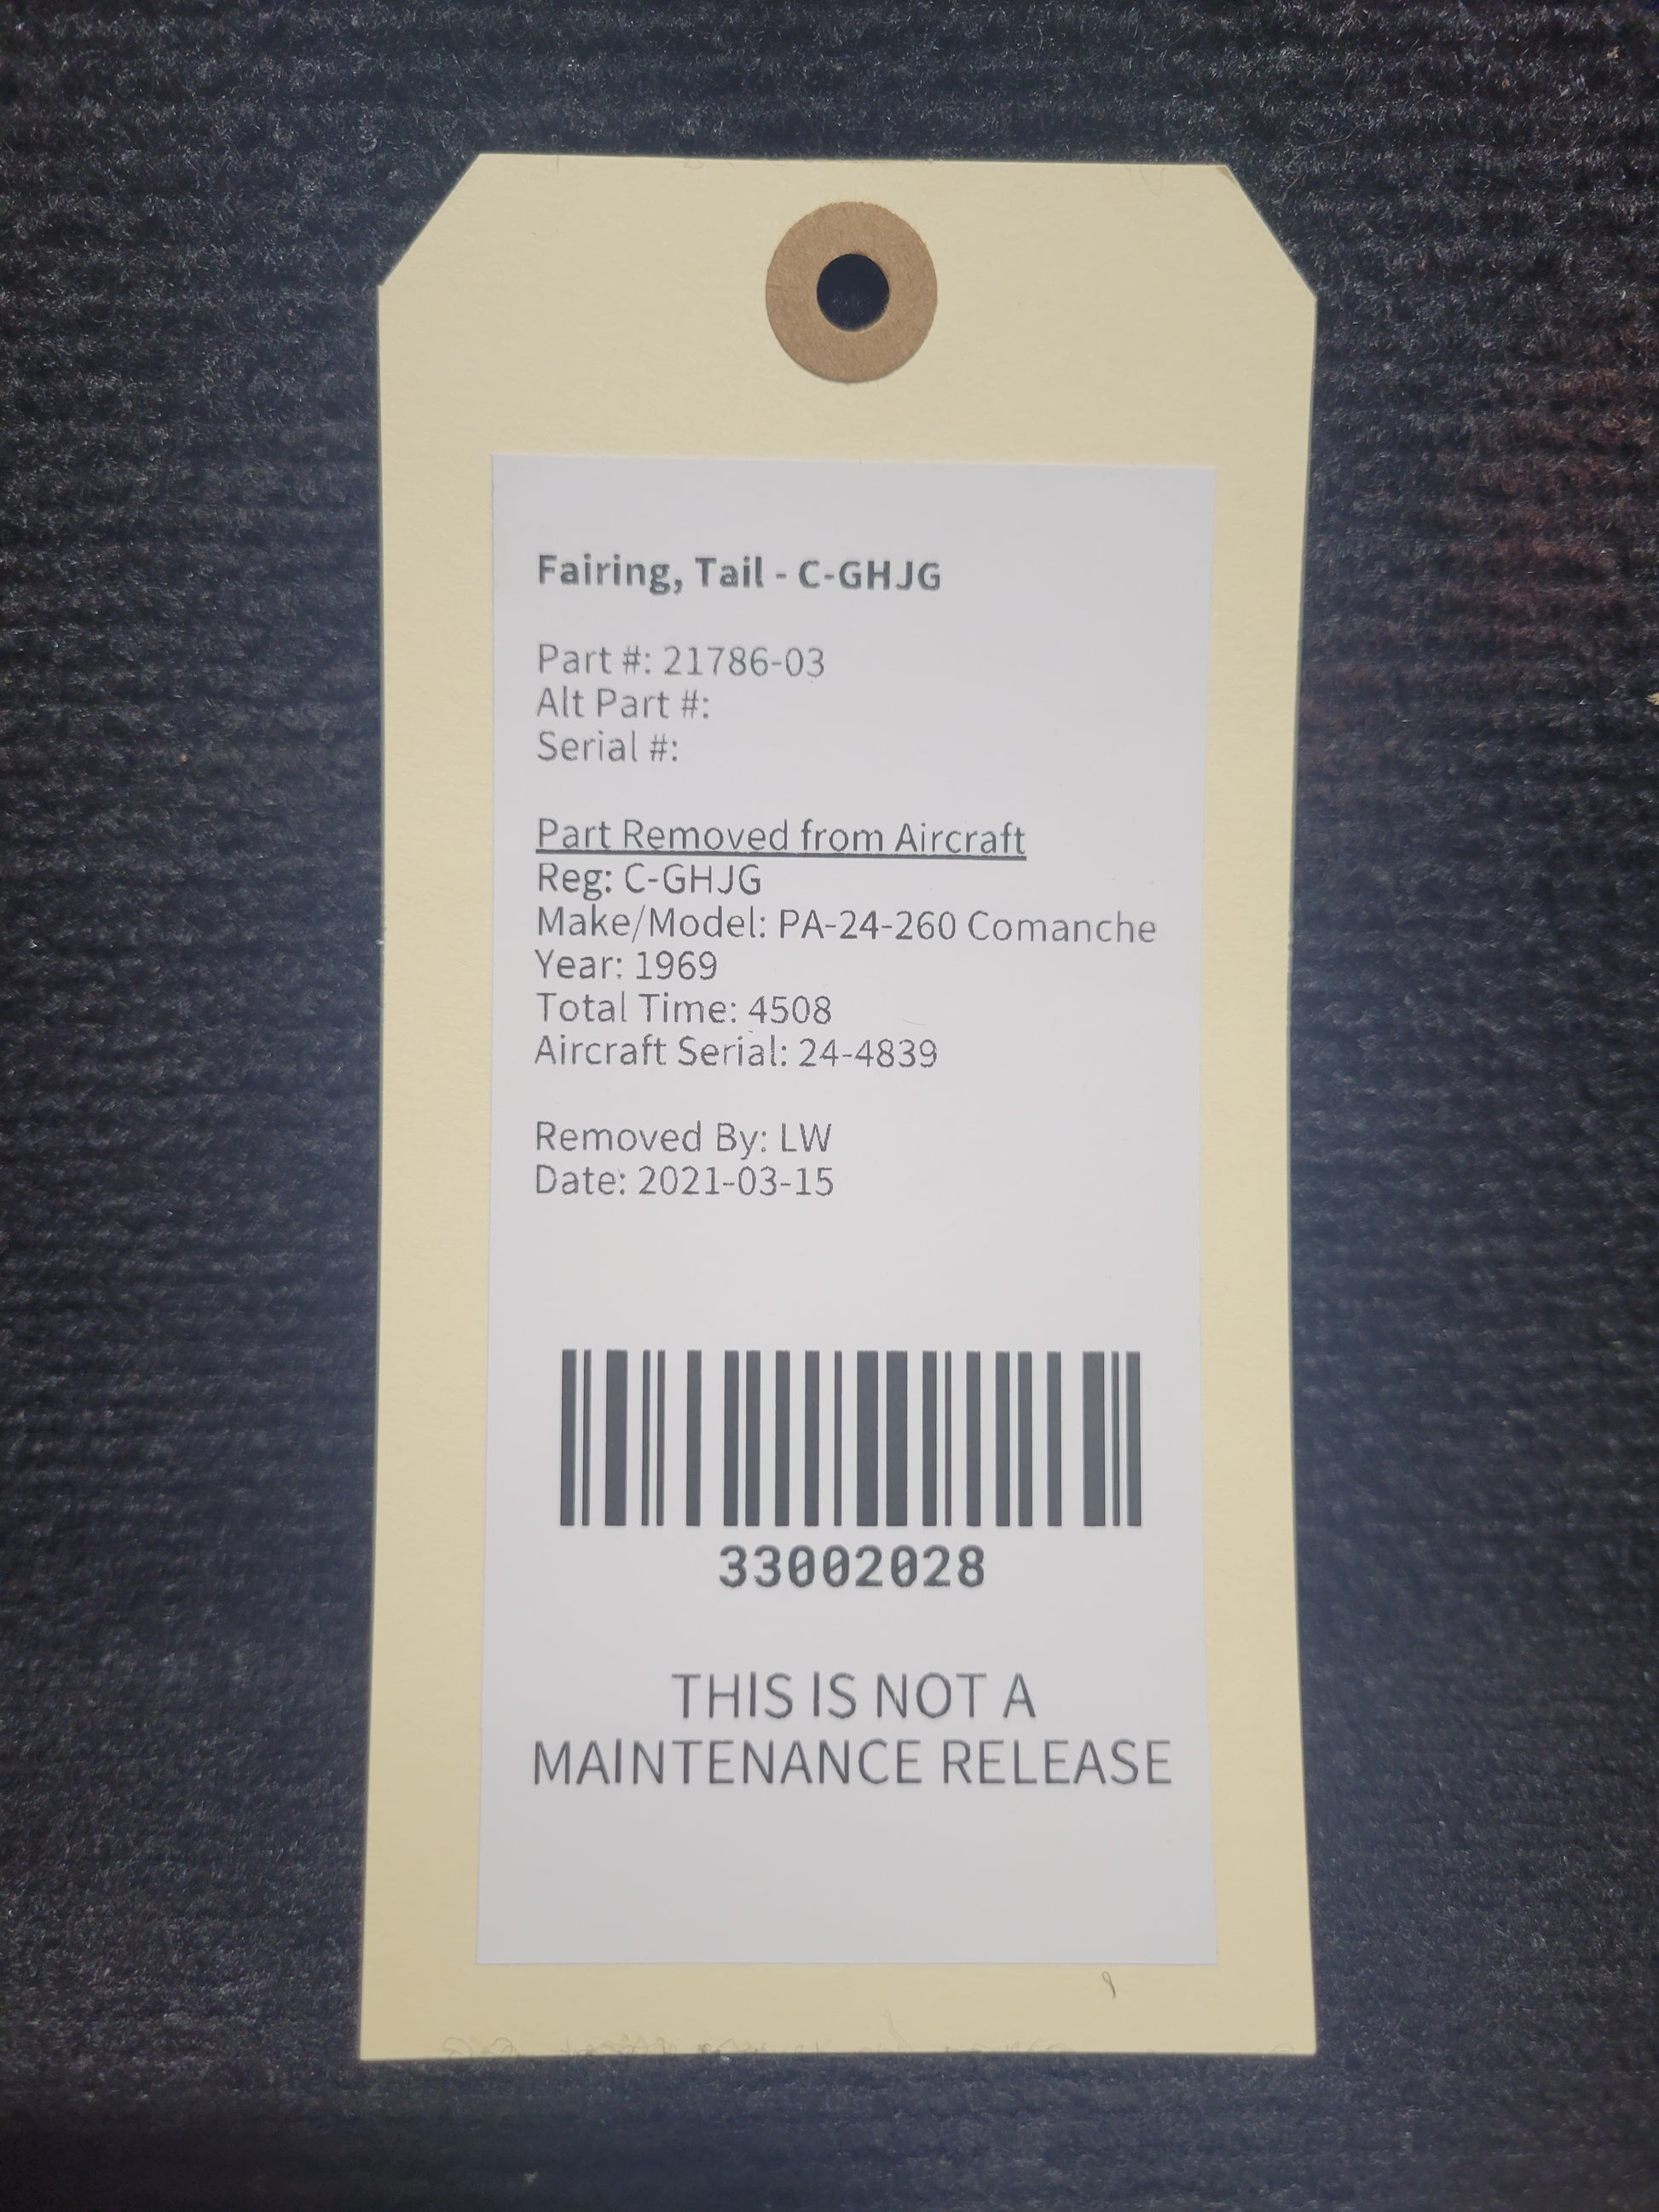 Fairing, Tail - C-GHJG
Part #: 21786-03
Alt Part #:
Serial #:
Part Removed from Aircraft
Reg: C-GHJG
Make/Model: PA-24-260 Comanche
Year: 1969
Total Time: 4508
Aircraft Serial: 24-4839
Removed By: LW
Date: 2021-03-15
33002028
THIS IS NOT A
MAINTENANCE RELEASE